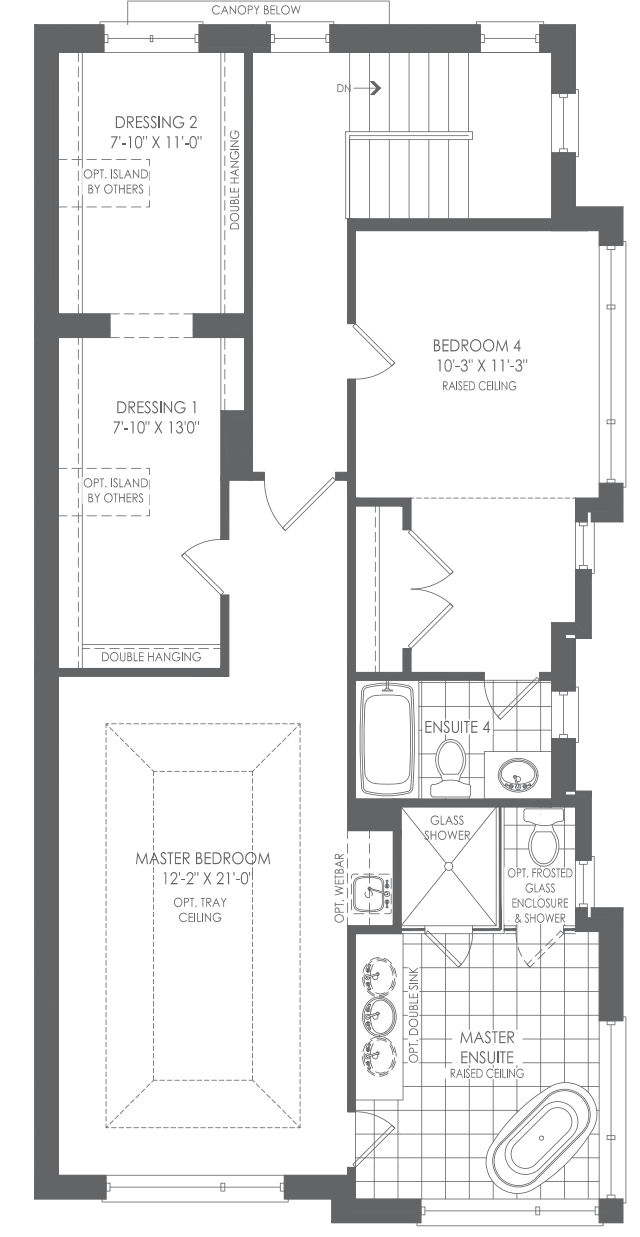 CANOPY BELOW
DN
DRESSING 2
7'-10" X 11'-0"
DOUBLE HANGING
OPT. ISLAND
BY OTHERS
BEDROOM 4
10'-3" X 11'-3"
RAISED CEILING
DRESSING 1
7'-10" X 13'0"
OPT. ISLAND
BY OTHERS
DOUBLE HANGING
ENSUITE 4
GLASS
SHOWER
MASTER BEDROOM
12'-2" X 21'-0"
OPT. TRAY
CEILING
OPT. WETBAR
OPT. FROSTED
GLASS
ENCLOSURE
& SHOWER
OPT. DOUBLE SINK
MASTER
ENSUITE
RAISED CEILING